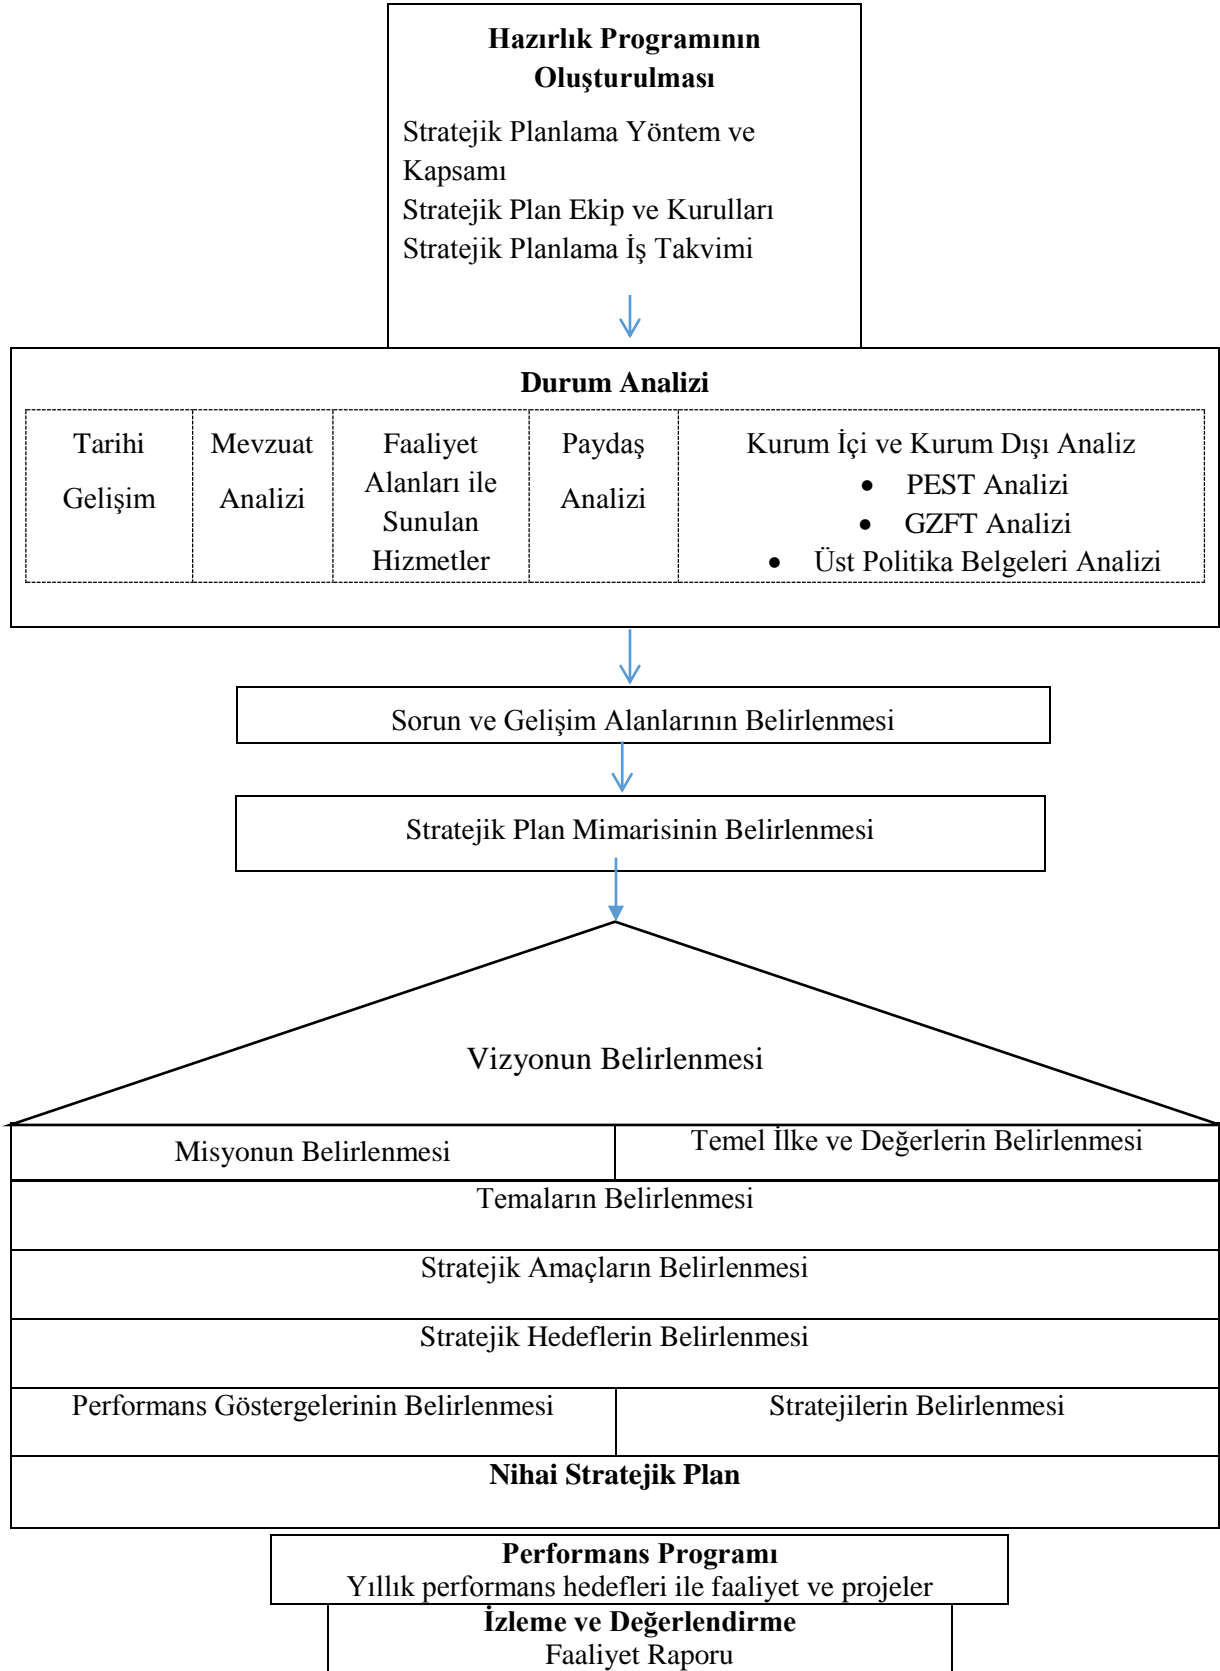 Hazırlık Programının
Oluşturulması
Stratejik Planlama Yöntem ve
Kapsamı
Stratejik Plan Ekip ve Kurulları
Stratejik Planlama İş Takvimi
Durum Analizi
Tarihi
Gelişim
Mevzuat
Analizi
Faaliyet
Alanları ile
Sunulan
Hizmetler
Paydaş
Analizi
Kurum İçi ve Kurum Dışı Analiz
• PEST Analizi
• GZFT Analizi
• Üst Politika Belgeleri Analizi
Sorun ve Gelişim Alanlarının Belirlenmesi
Stratejik Plan Mimarisinin Belirlenmesi
Vizyonun Belirlenmesi
Misyonun Belirlenmesi
Temel İlke ve Değerlerin Belirlenmesi
Temaların Belirlenmesi
Stratejik Amaçların Belirlenmesi
Stratejik Hedeflerin Belirlenmesi
Performans Göstergelerinin Belirlenmesi
Stratejilerin Belirlenmesi
Nihai Stratejik Plan
Performans Programı
Yıllık performans hedefleri ile faaliyet ve projeler
İzleme ve Değerlendirme
Faaliyet Raporu